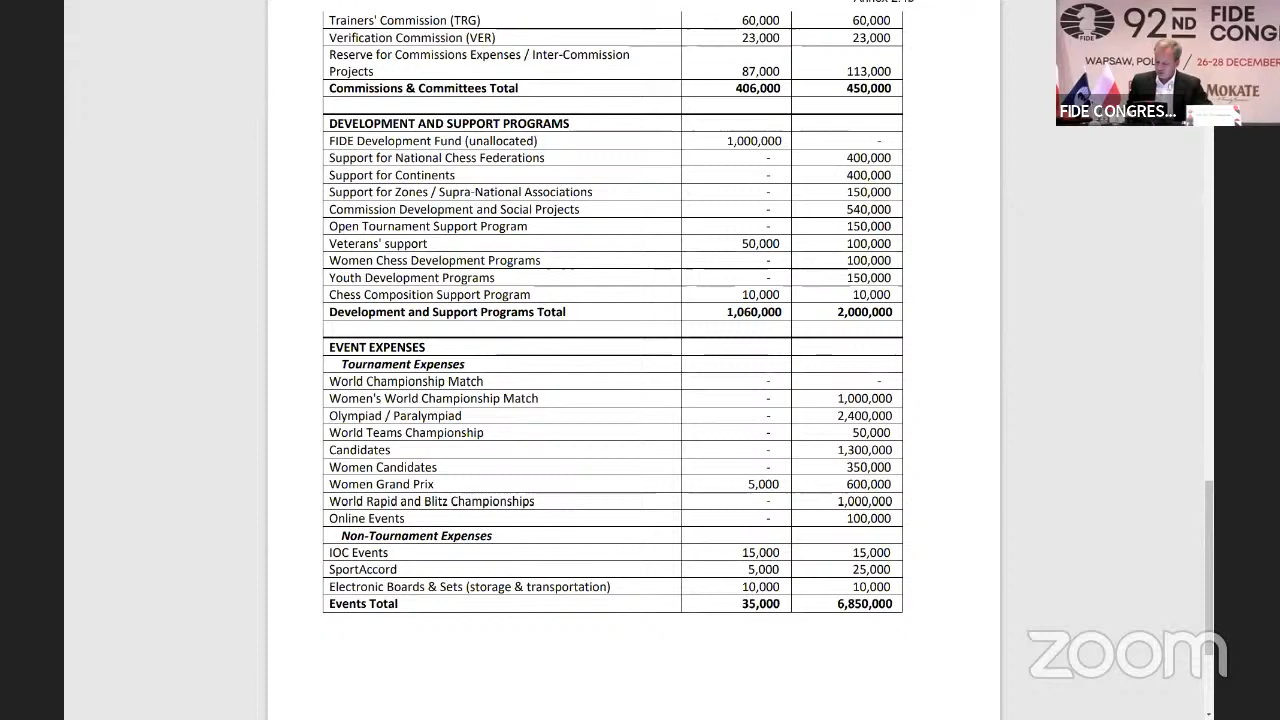 Trainers' Commission (TRG) 60,000 60,000
Verification Commission (VER) 23,000 23,000
Reserve for Commissions Expenses / Inter-Commission
Projects 87,000 113,000
Commissions & Committees Total 406,000 450,000
DEVELOPMENT AND SUPPORT PROGRAMS
FIDE Development Fund (unallocated) 1,000,000 -
Support for National Chess Federations - 400,000
Support for Continents - 400,000
Support for Zones / Supra-National Associations - 150,000
Commission Development and Social Projects - 540,000
Open Tournament Support Program - 150,000
Veterans' support 50,000 100,000
Women Chess Development Programs - 100,000
Youth Development Programs - 150,000
Chess Composition Support Program 10,000 10,000
Development and Support Programs Total 1,060,000 2,000,000
EVENT EXPENSES
Tournament Expenses
World Championship Match - -
Women's World Championship Match - 1,000,000
Olympiad / Paralympiad - 2,400,000
World Teams Championship - 50,000
Candidates - 1,300,000
Women Candidates - 350,000
Women Grand Prix 5,000 600,000
World Rapid and Blitz Championships - 1,000,000
Online Events - 100,000
Non-Tournament Expenses
IOC Events 15,000 15,000
SportAccord 5,000 25,000
Electronic Boards & Sets (storage & transportation) 10,000 10,000
Events Total 35,000 6,850,000
FIDE
92ND FIDE
CONG
WAPSAW, POL / 26-28 DECEMBER
MOKATE
FIDE CONGRES...
zoom